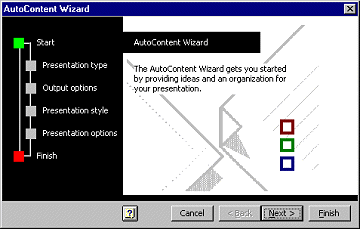 AutoContent Wizard
Start
Presentation type
Output options
Presentation style
Presentation options
Finish
AutoContent Wizard
The AutoContent Wizard gets you started
by providing ideas and an organization for
your presentation.
?
Cancel
< Back
Next >
Finish